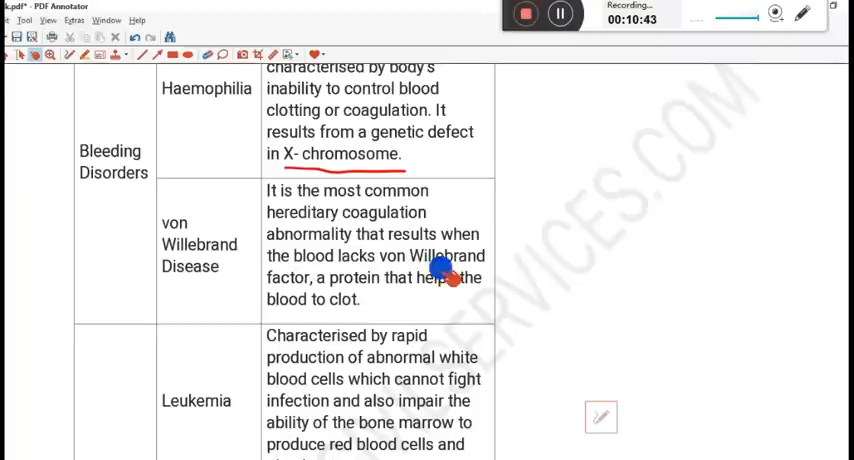 k.pdf* - PDF Annotator
it Tool View Extras Window Help
Recording...
00:10:43
Bleeding
Disorders
Haemophilia
characterised by body's
inability to control blood
clotting or coagulation. It
results from a genetic defect
in X- chromosome.
von
Willebrand
Disease
It is the most common
hereditary coagulation
abnormality that results when
the blood lacks von Willebrand
factor, a protein that helps the
blood to clot.
Leukemia
Characterised by rapid
production of abnormal white
blood cells which cannot fight
infection and also impair the
ability of the bone marrow to
produce red blood cells and
CIVILSERVICES.COM